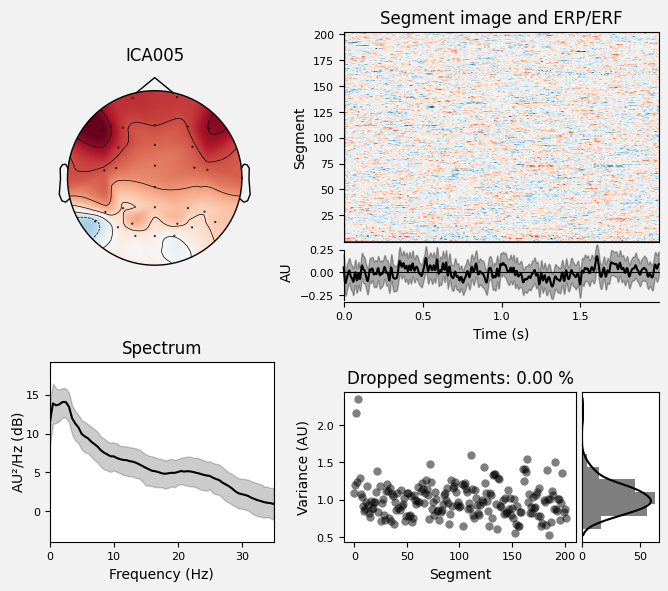 ICA005
Segment image and ERP/ERF
Segment
200
175
150
125
100
75
50
25
AU
0.25
0.00
−0.25
0.0 0.5 1.0 1.5
Time (s)
Spectrum
AU²/Hz (dB)
15
10
5
0
0 10 20 30
Frequency (Hz)
Dropped segments: 0.00 %
Variance (AU)
2.0
1.5
1.0
0.5
0 50 100 150 200
Segment
0 50